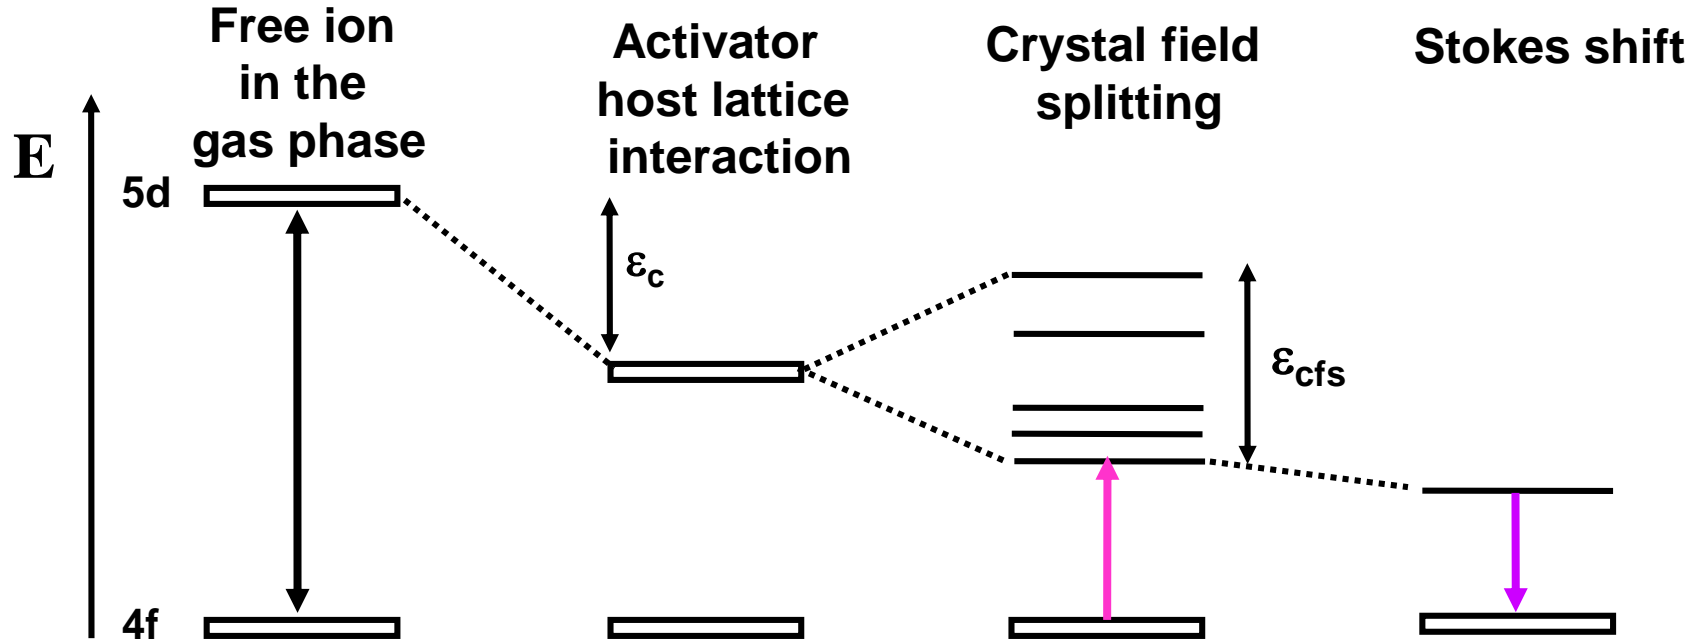 Free ion
in the
gas phase
Activator
host lattice
interaction
Crystal field
splitting
Stokes shift
E
5d
εc
εcfs
4f